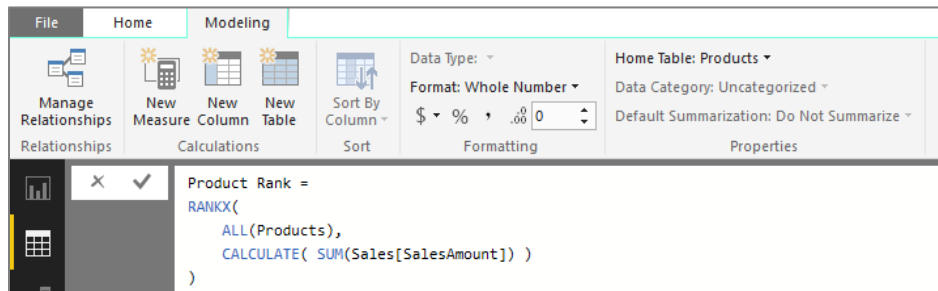 File Home Modeling
Data Type:
Home Table: Products
Format: Whole Number
Data Category: Uncategorized
Manage Relationships
New Measure
New Column
New Table
Sort By Column
$ % , .00 0
Default Summarization: Do Not Summarize
Relationships Calculations Sort Formatting Properties
Product Rank =
RANKX(
ALL(Products),
CALCULATE( SUM(Sales[SalesAmount]) )
)